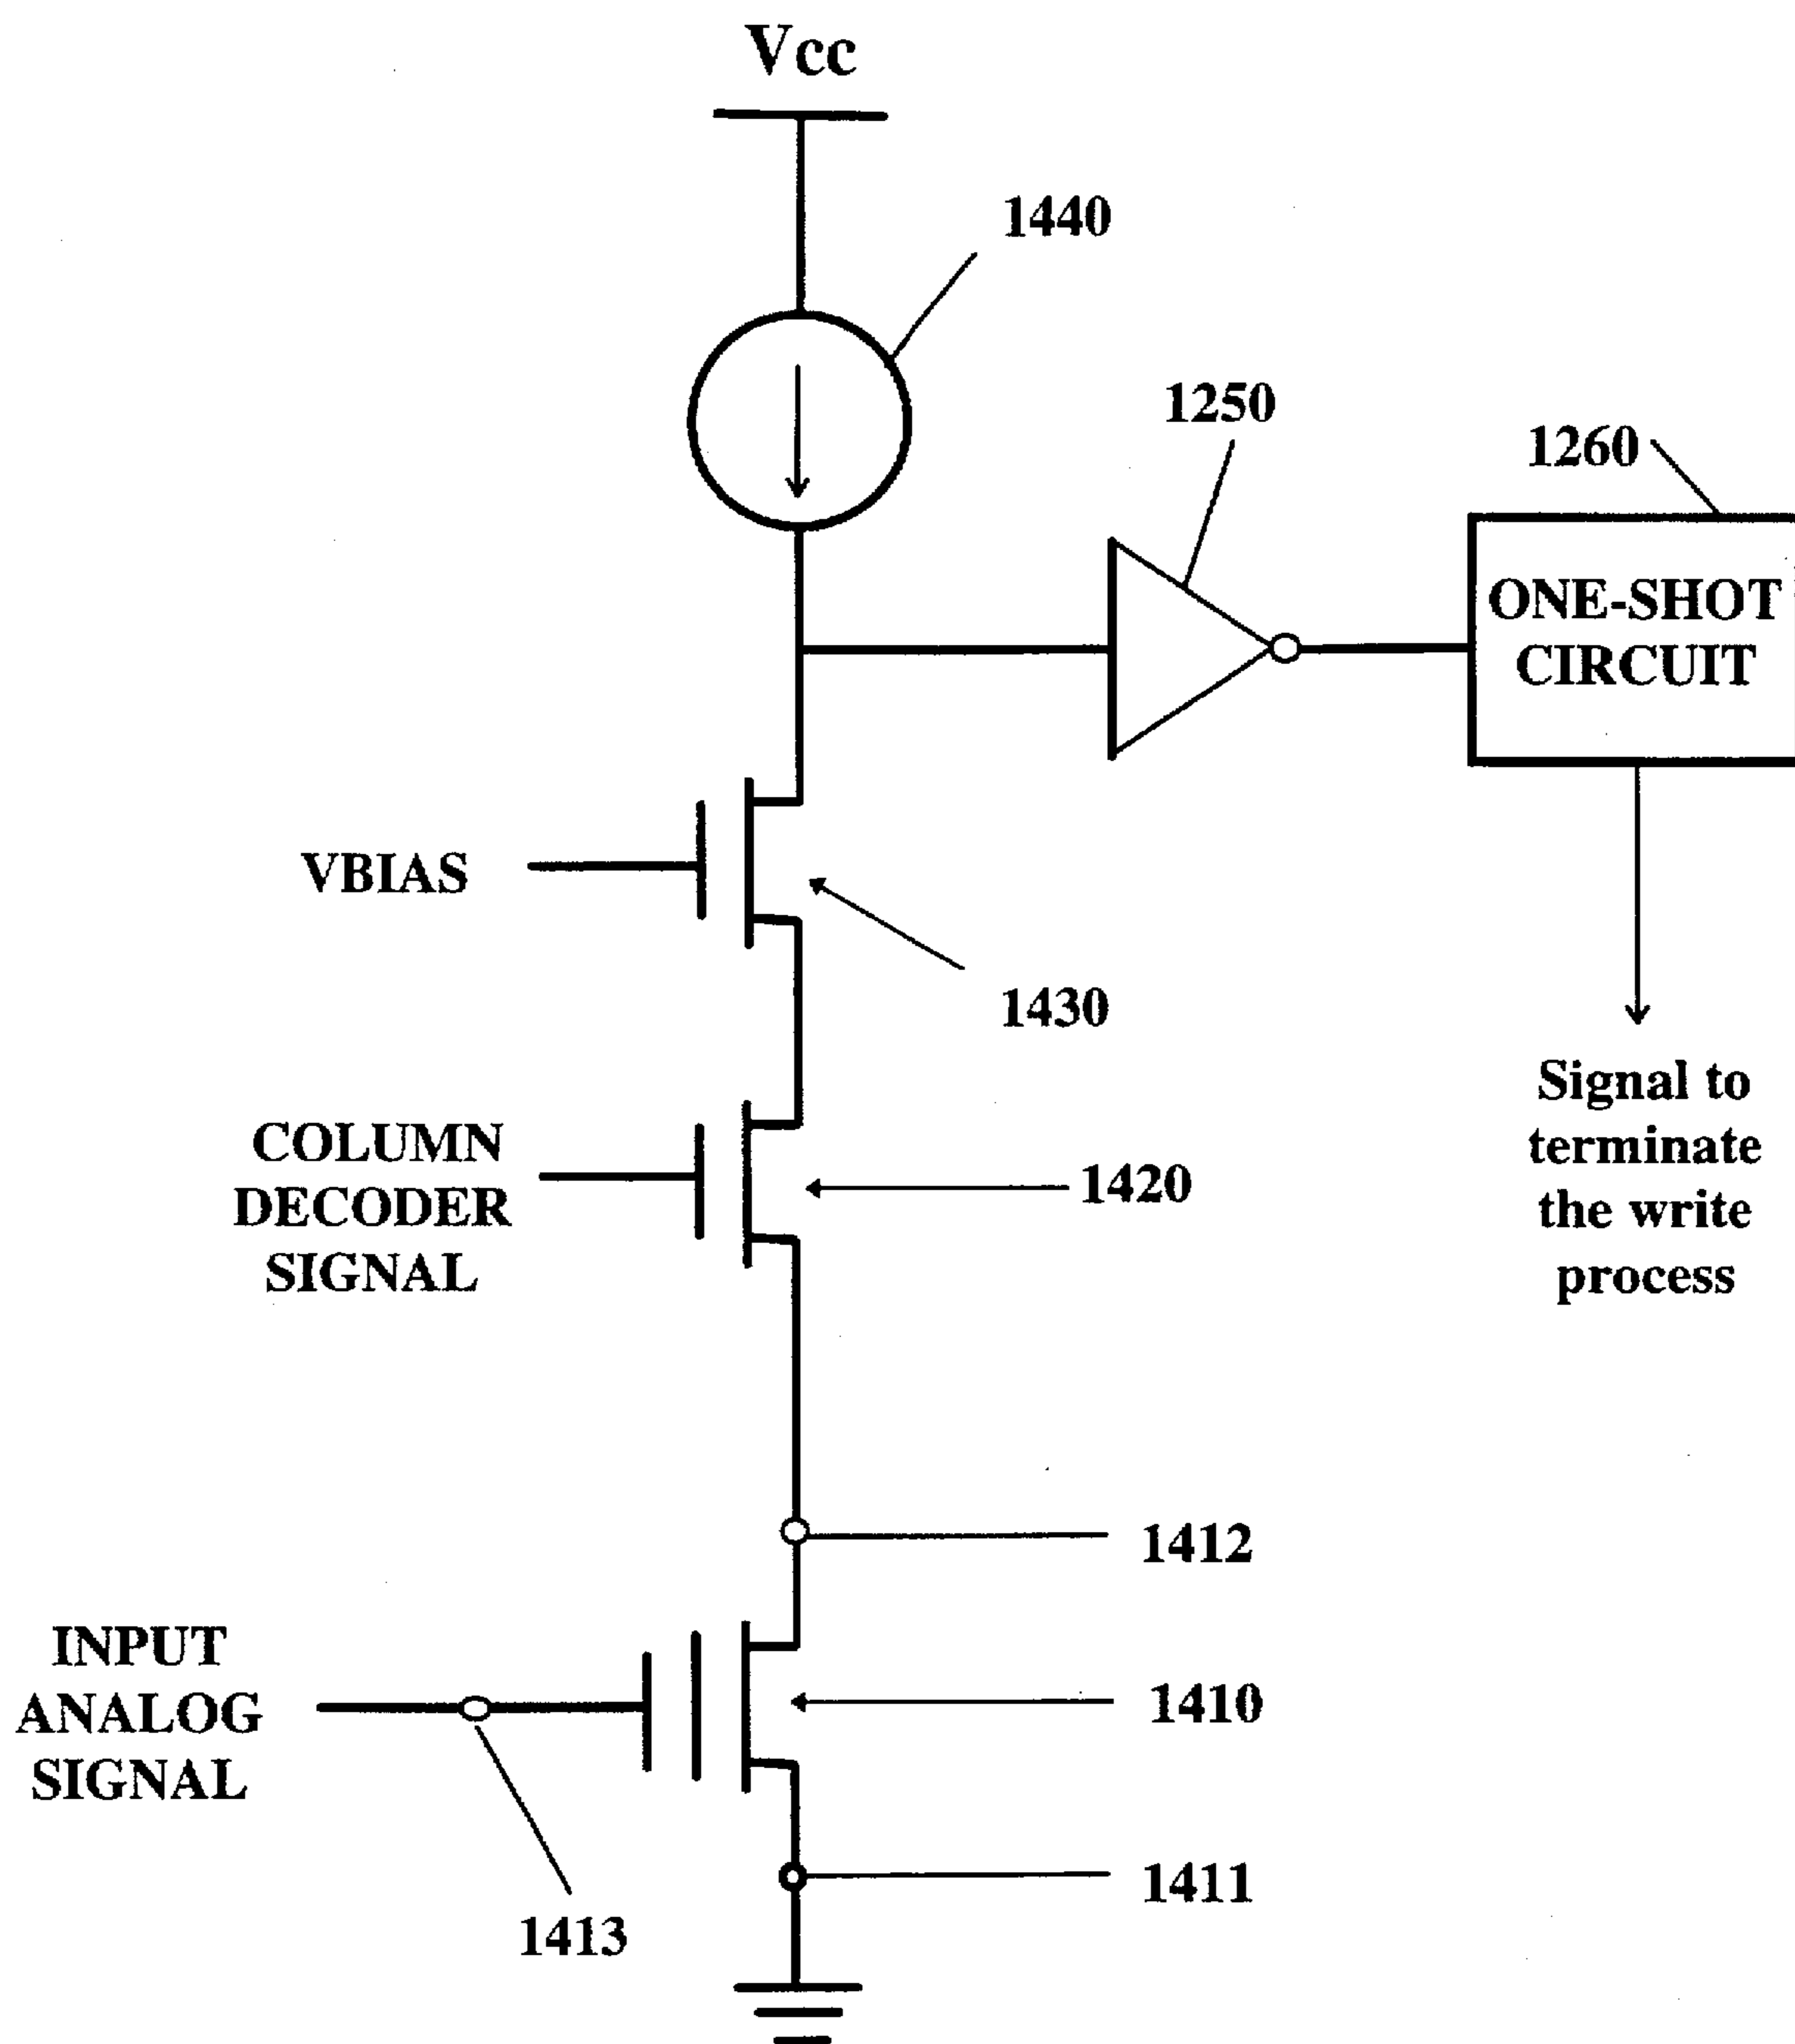 Vcc
1440
1250
1260
ONE-SHOT
CIRCUIT
VBIAS
1430
Signal to
terminate
the write
process
COLUMN
DECODER
SIGNAL
1420
1412
INPUT
ANALOG
SIGNAL
1410
1411
1413